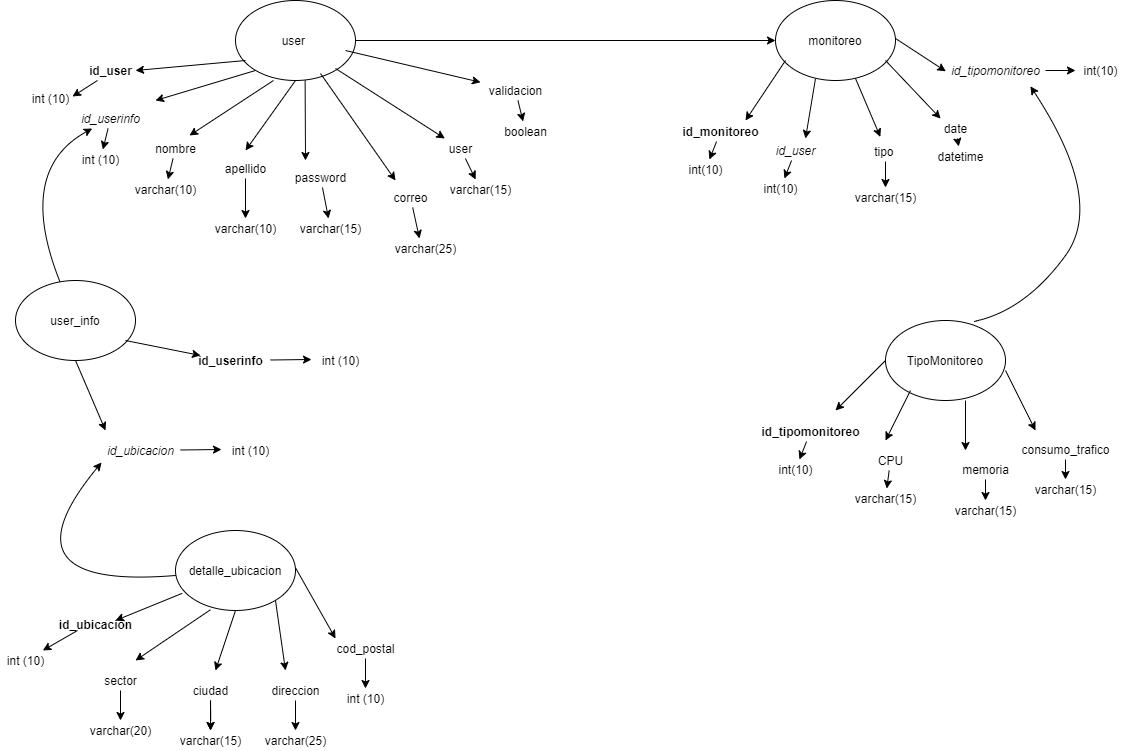 user
monitoreo
id_user
int (10)
id_userinfo
int (10)
nombre
varchar(10)
apellido
varchar(10)
password
varchar(15)
correo
varchar(25)
user
varchar(15)
validacion
boolean
id_monitoreo
int(10)
id_user
int(10)
tipo
varchar(15)
date
datetime
id_tipomonitoreo
int(10)
user_info
id_userinfo
int (10)
id_ubicacion
int (10)
TipoMonitoreo
id_tipomonitoreo
int(10)
CPU
varchar(15)
memoria
varchar(15)
consumo_trafico
varchar(15)
detalle_ubicacion
id_ubicacion
int (10)
sector
varchar(20)
ciudad
varchar(15)
direccion
varchar(25)
cod_postal
int (10)